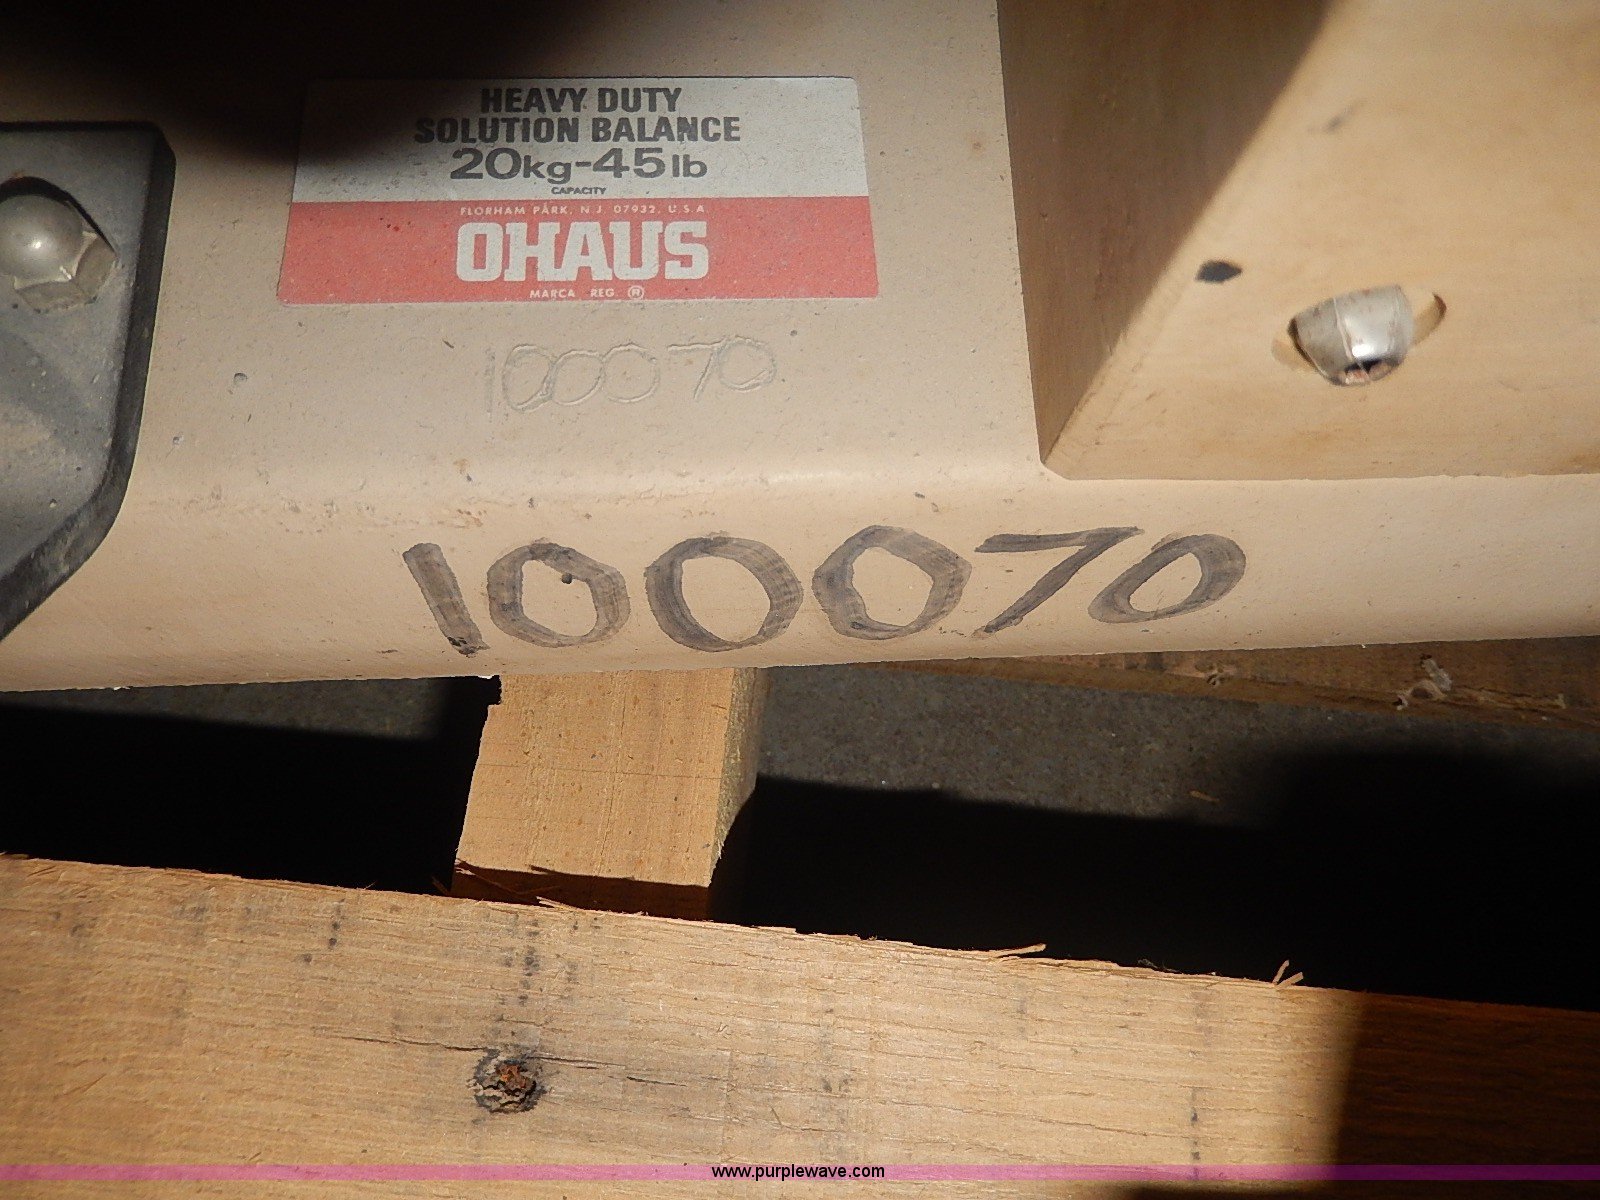 HEAVY DUTY
SOLUTION BALANCE
20kg-45lb
CAPACITY
FLORHAM PARK, N.J. 07932, U.S.A
OHAUS
MARCA REG. ®
100070
100070
www.purplewave.com